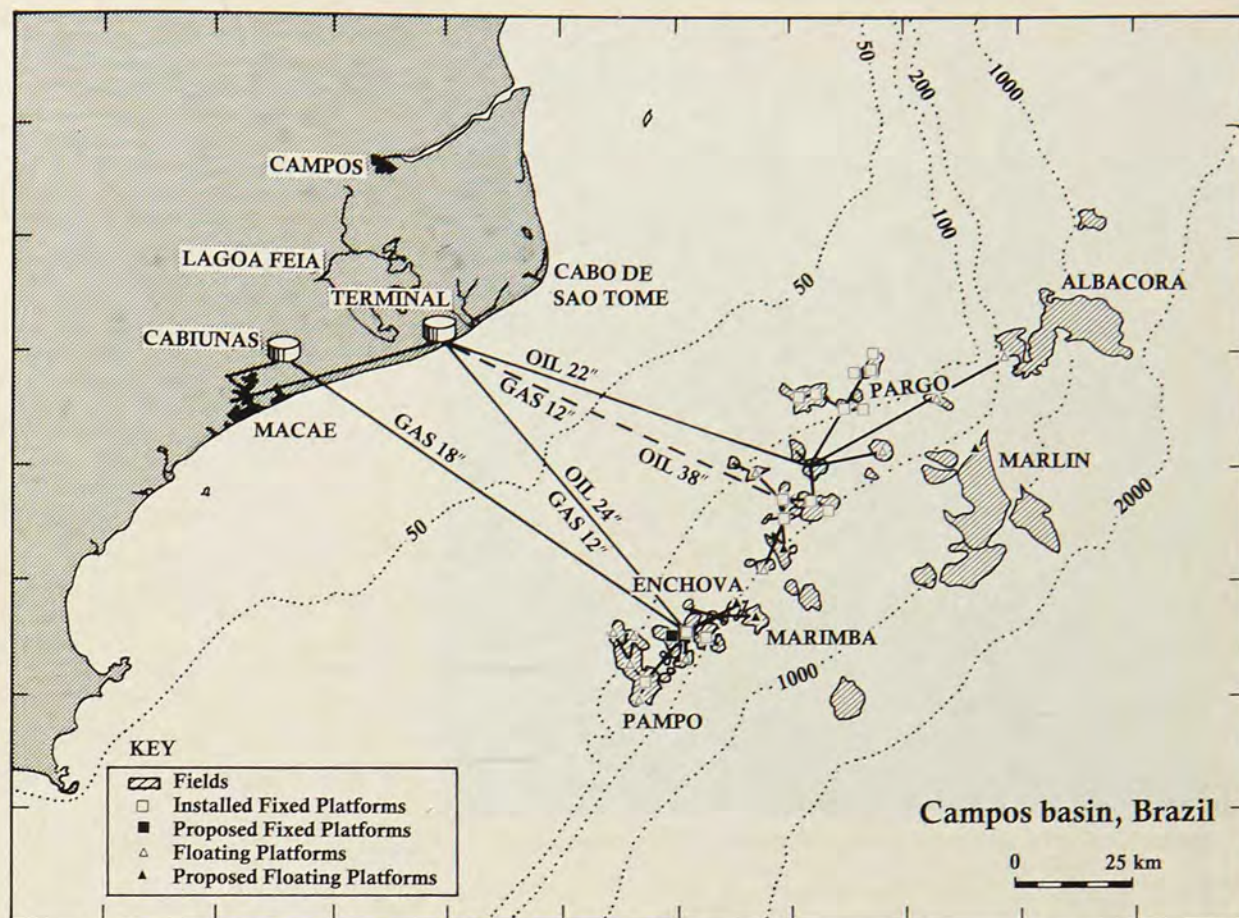 50
200
1000
CAMPOS
100
LAGOA FEIA
CABO DE
SAO TOME
50
ALBACORA
TERMINAL
CABIUNAS
OIL 22″
PARGO
GAS 12″
MACAE
GAS 18″
OIL 38″
MARLIN
2000
OIL 24″
50
GAS 12″
ENCHOVA
MARIMBA
1000
PAMPO
KEY
Fields
Installed Fixed Platforms
Proposed Fixed Platforms
Floating Platforms
Proposed Floating Platforms
Campos basin, Brazil
0 25 km